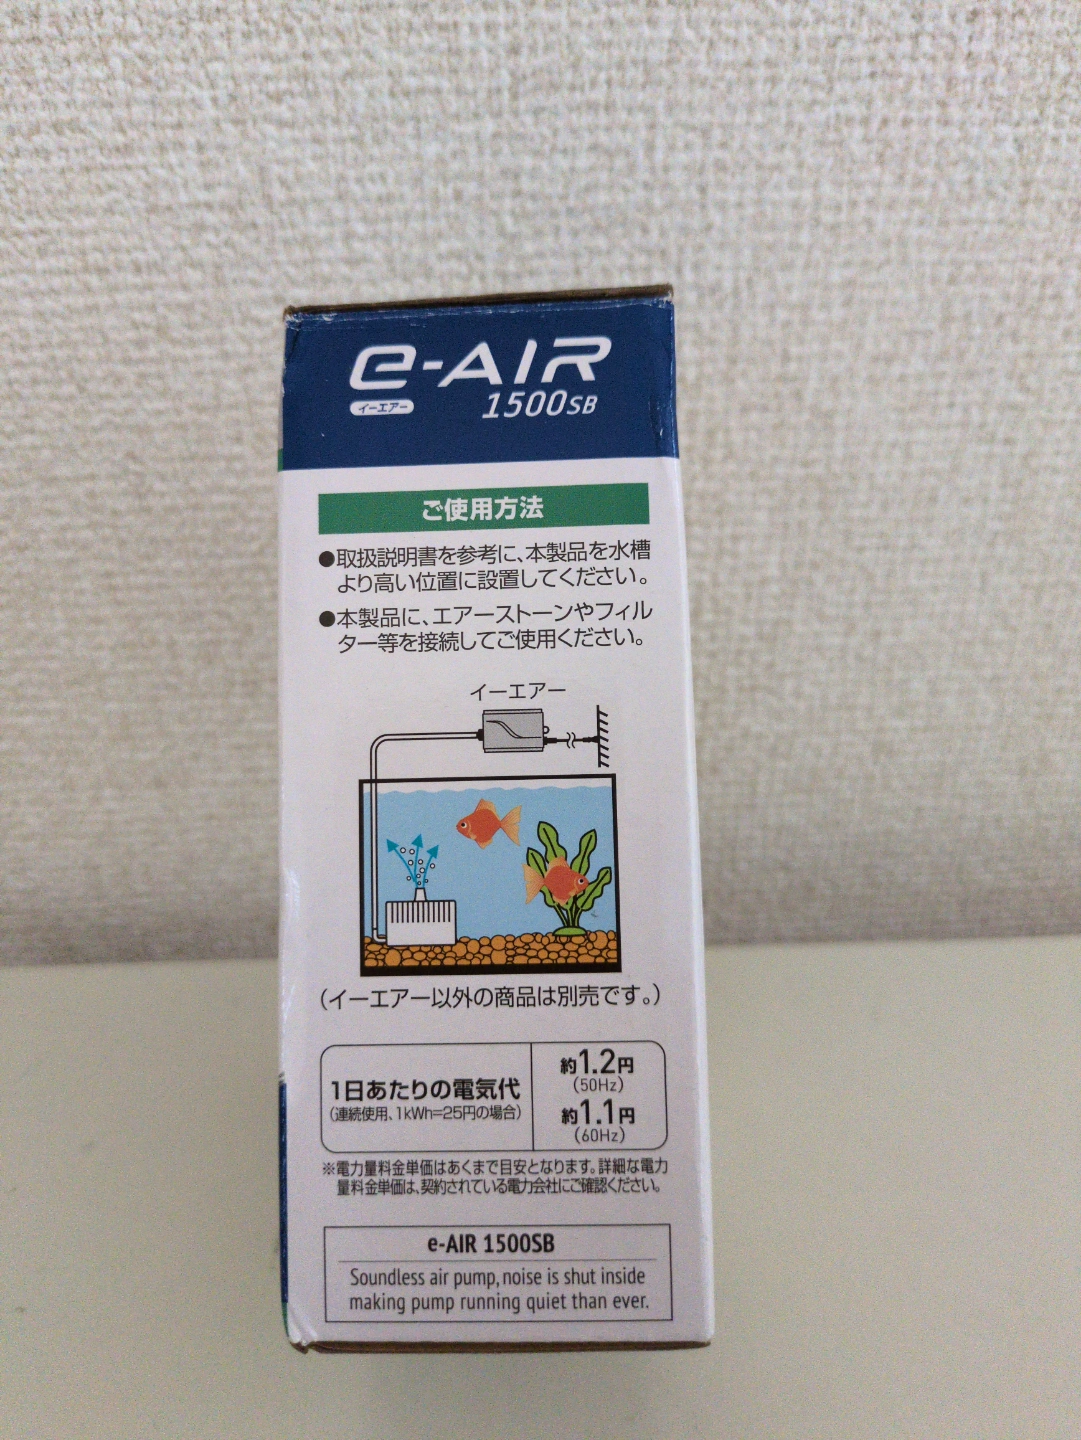 e-AIR
イーエアー
1500SB
ご使用方法
●取扱説明書を参考に、本製品を水槽
より高い位置に設置してください。
●本製品に、エアーストーンやフィル
ター等を接続してご使用ください。
イーエアー
(イーエアー以外の商品は別売です。)
1日あたりの電気代
(連続使用、1kWh=25円の場合)
約1.2円
(50Hz)
約1.1円
(60Hz)
※電力量料金単価はあくまで目安となります。詳細な電力
量料金単価は、契約されている電力会社にご確認ください。
e-AIR 1500SB
Soundless air pump, noise is shut inside
making pump running quiet than ever.